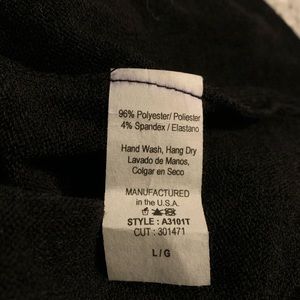 96% Polyester/ Poliester
4% Spandex / Elastano
Hand Wash, Hang Dry
Lavado de Manos,
Colgar en Seco
MANUFACTURED
in the U.S.A.
STYLE : A3101T
CUT : 301471
L / G